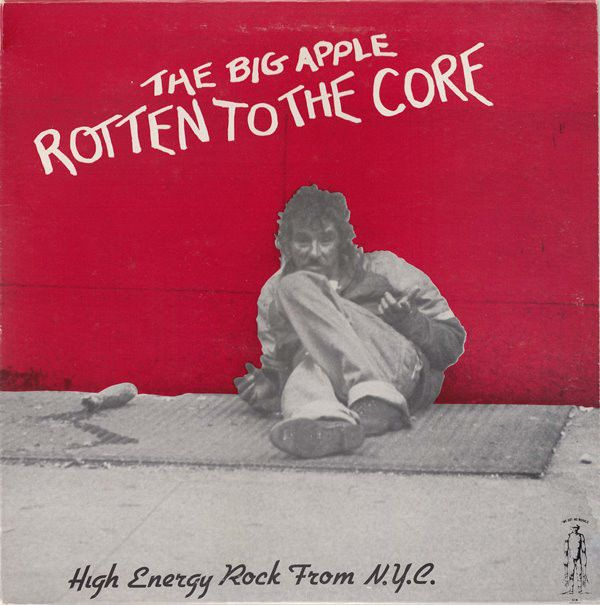 THE BIG APPLE
ROTTEN TO THE CORE
High Energy Rock From N.Y.C.